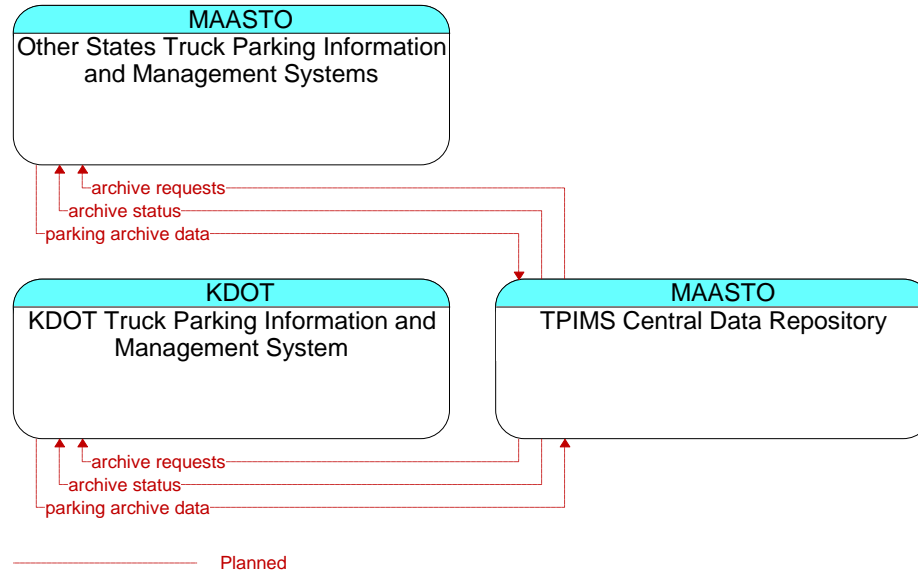 MAASTO
Other States Truck Parking Information
and Management Systems
archive requests
archive status
parking archive data
KDOT
KDOT Truck Parking Information and
Management System
MAASTO
TPIMS Central Data Repository
archive requests
archive status
parking archive data
Planned